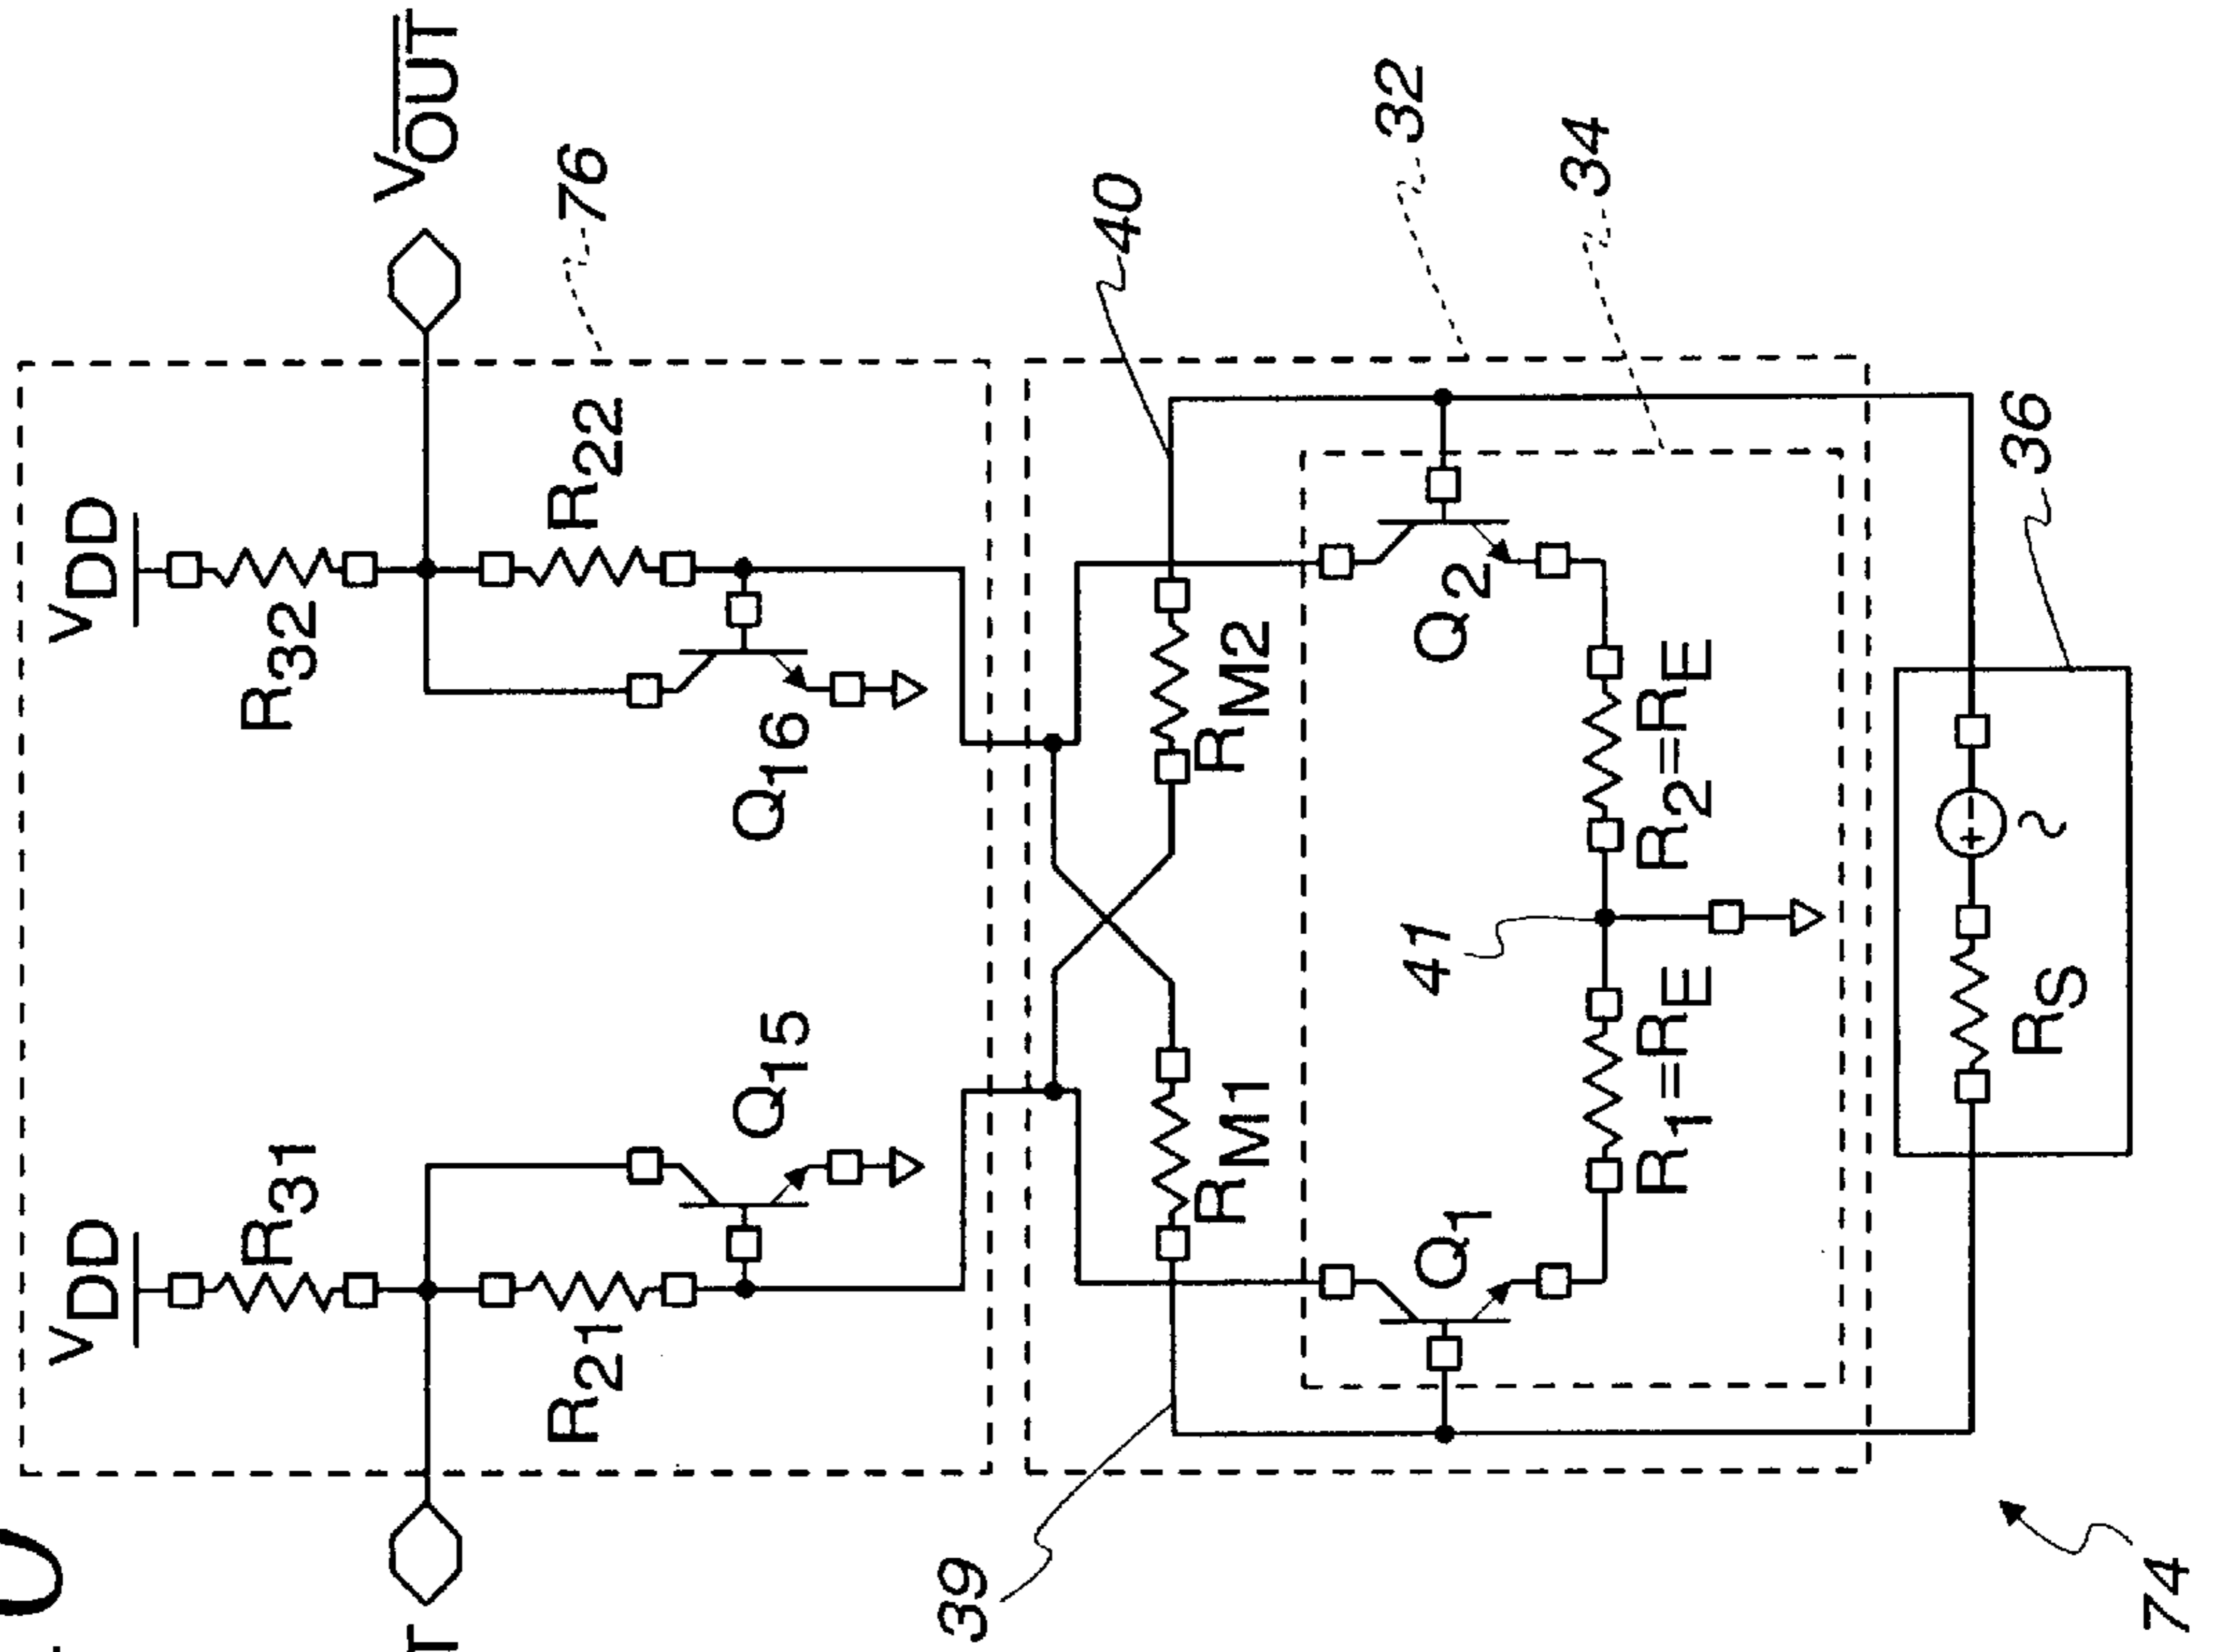 VDD
VDD
R31
R32
VOUT
R21
R22
Q15
Q16
76
39
40
RM1
RM2
32
Q1
Q2
41
34
R1=RE
R2=RE
RS
+ -
~
36
74